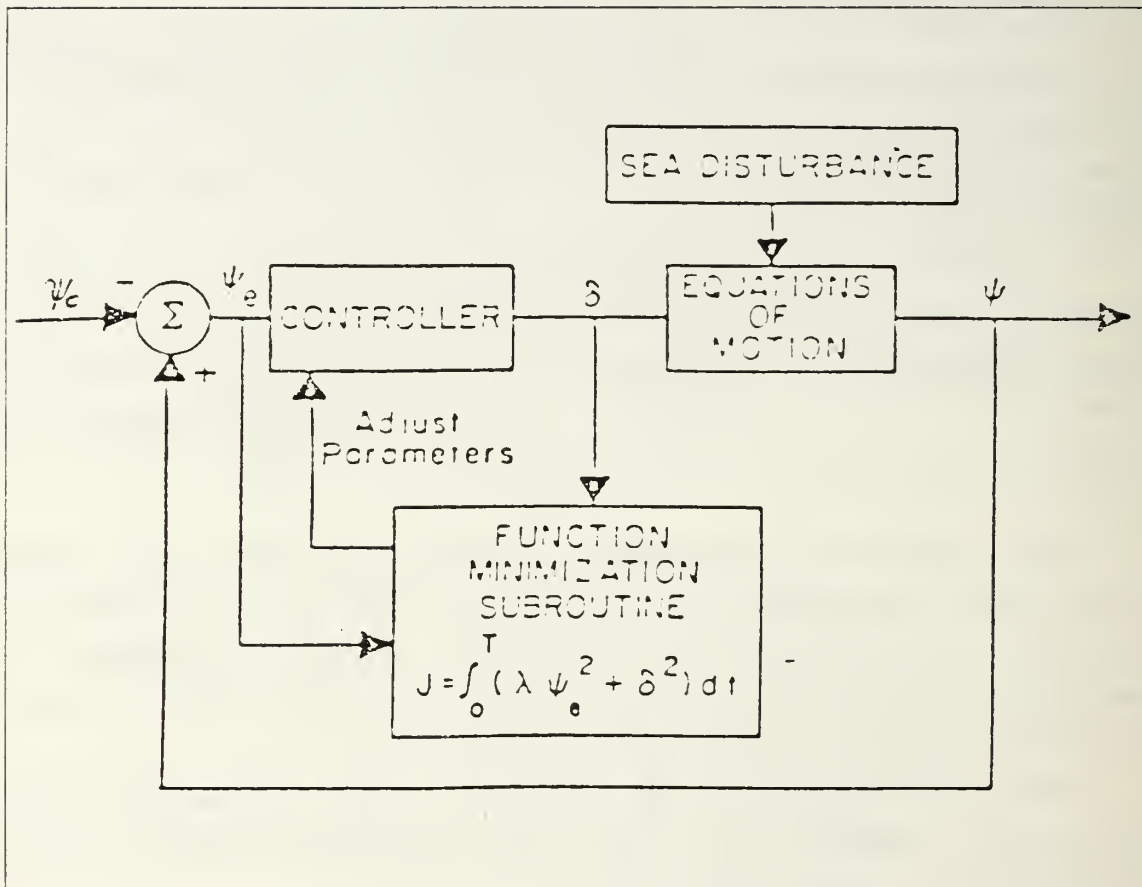 SEA DISTURBANCE
ψc
-
Σ
+
ψe
CONTROLLER
δ
EQUATIONS
OF
MOTION
ψ
Adjust
Parameters
FUNCTION
MINIMIZATION
SUBROUTINE
J = ∫₀ᵀ (λ ψe² + δ²) dt